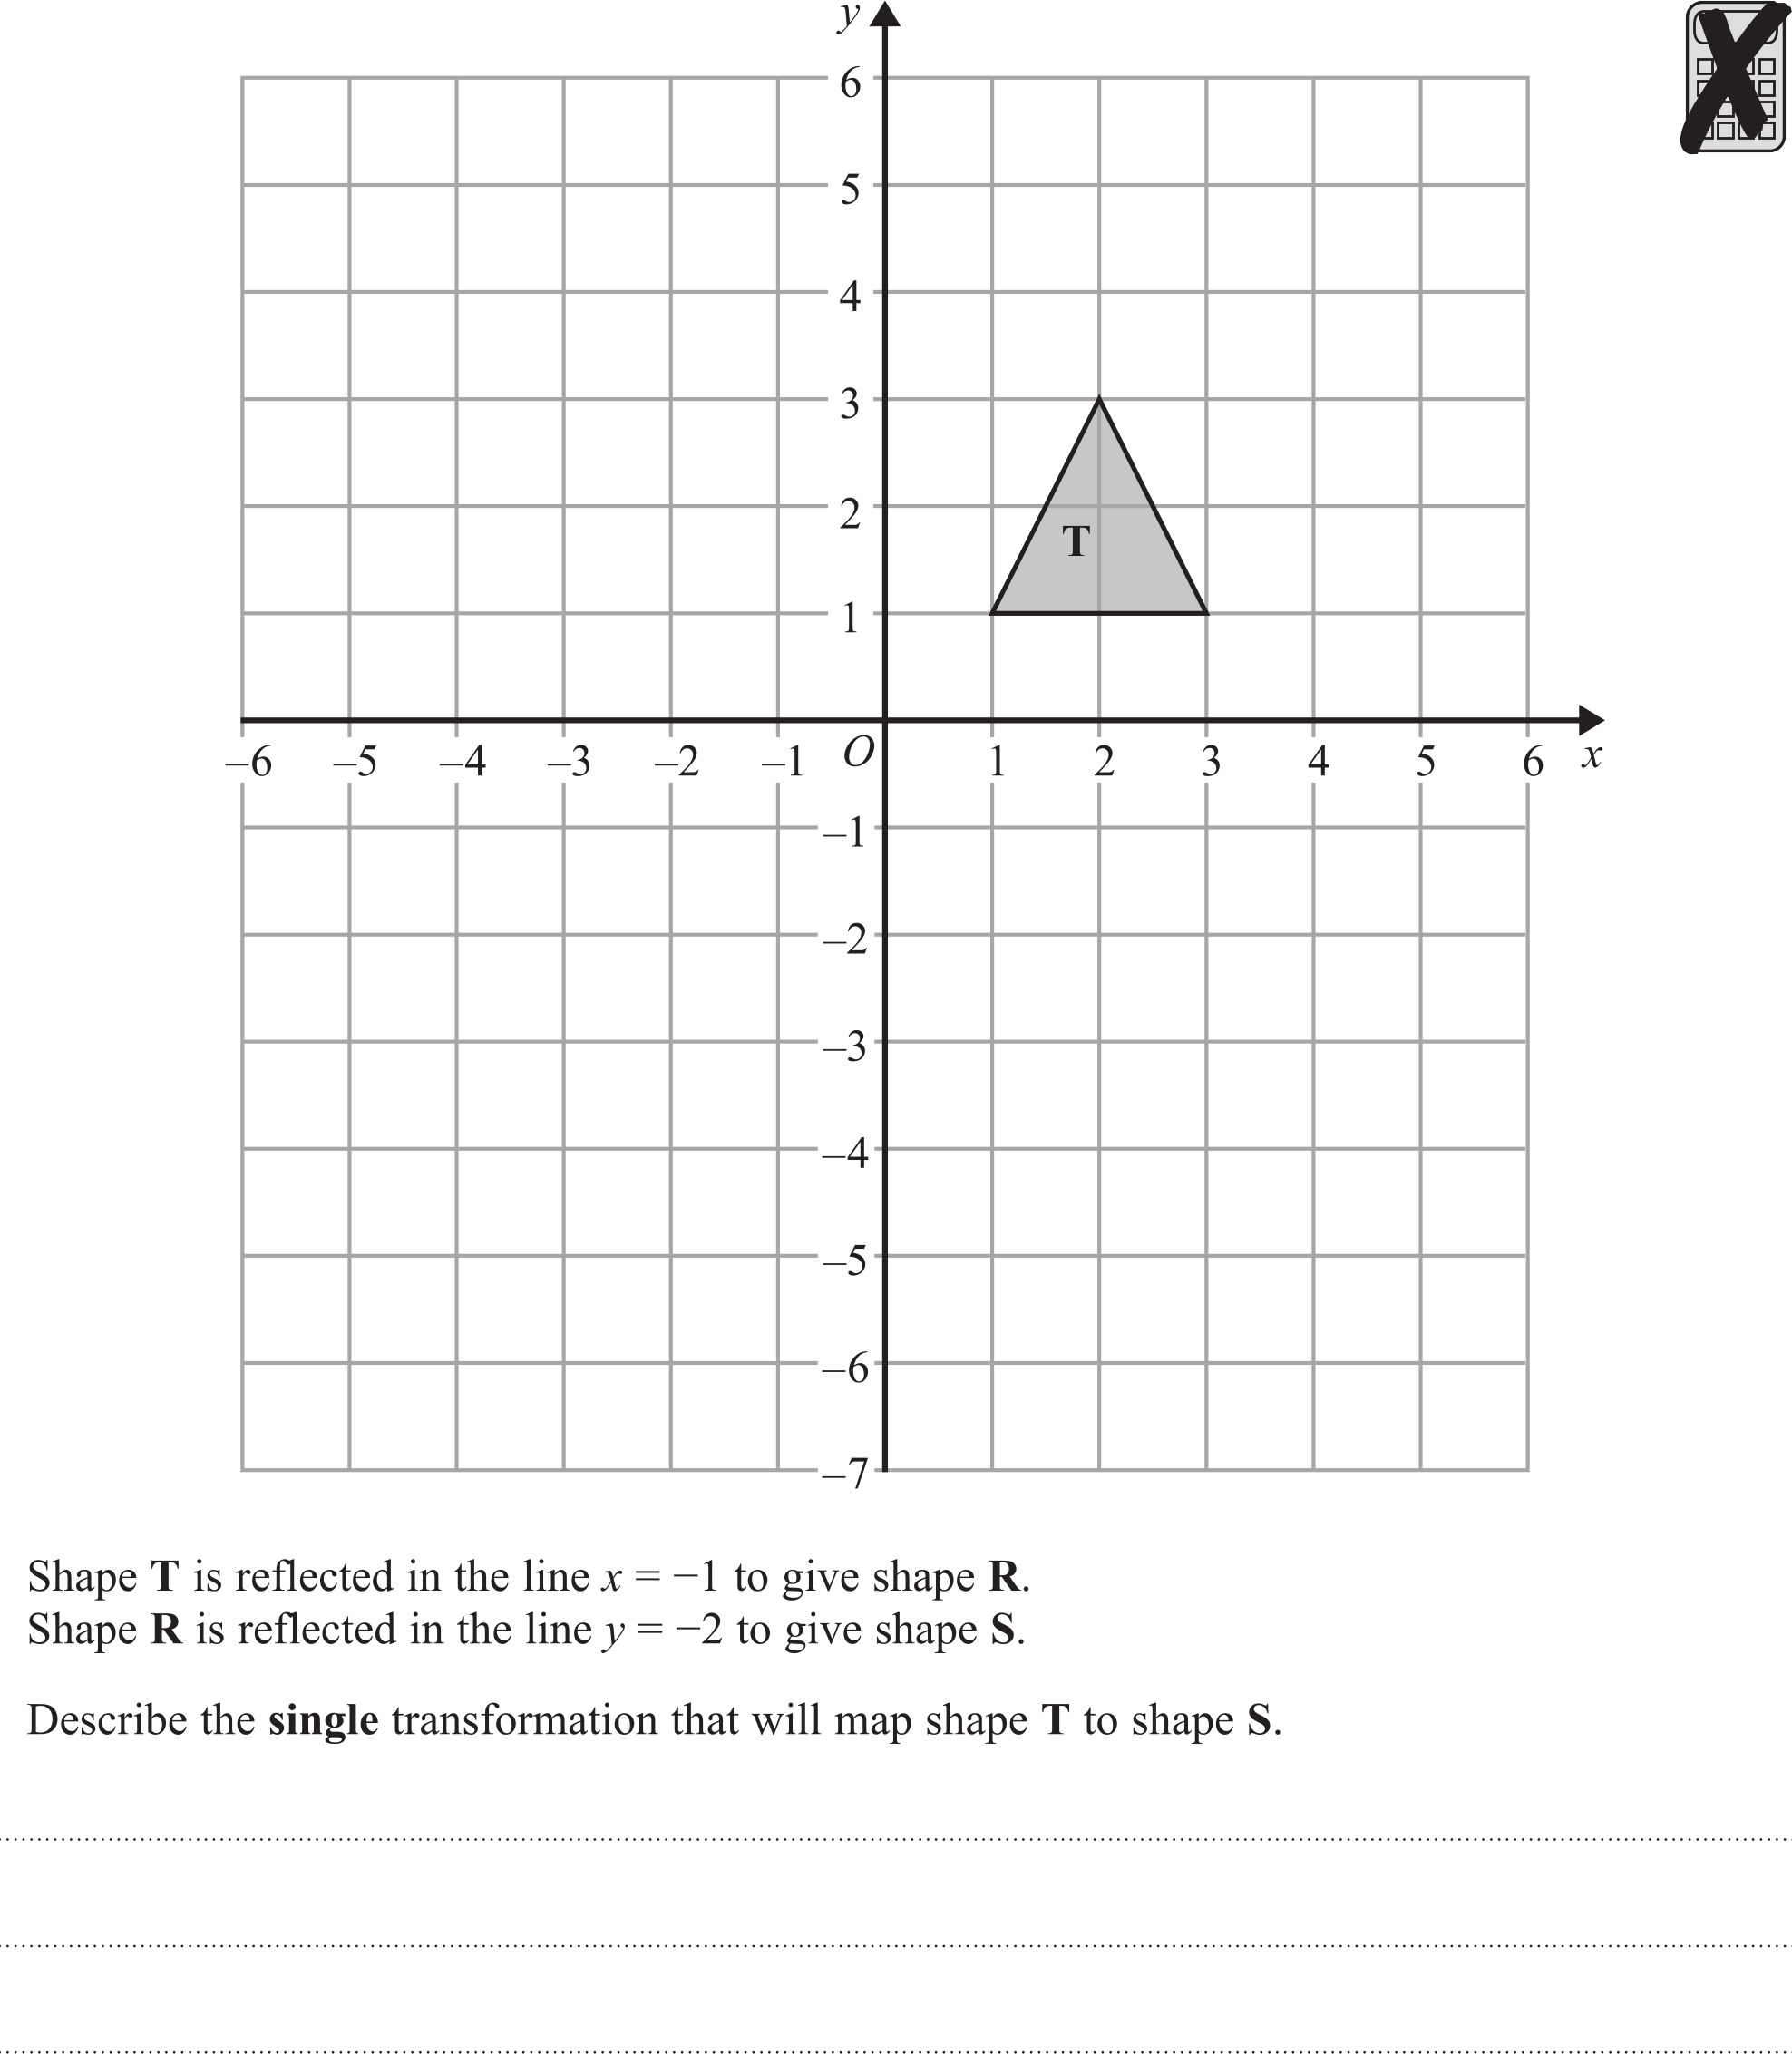 y
6
5
4
3
2
T
1
−6 −5 −4 −3 −2 −1 O 1 2 3 4 5 6 x
−1
−2
−3
−4
−5
−6
−7
Shape T is reflected in the line x = −1 to give shape R.
Shape R is reflected in the line y = −2 to give shape S.
Describe the single transformation that will map shape T to shape S.